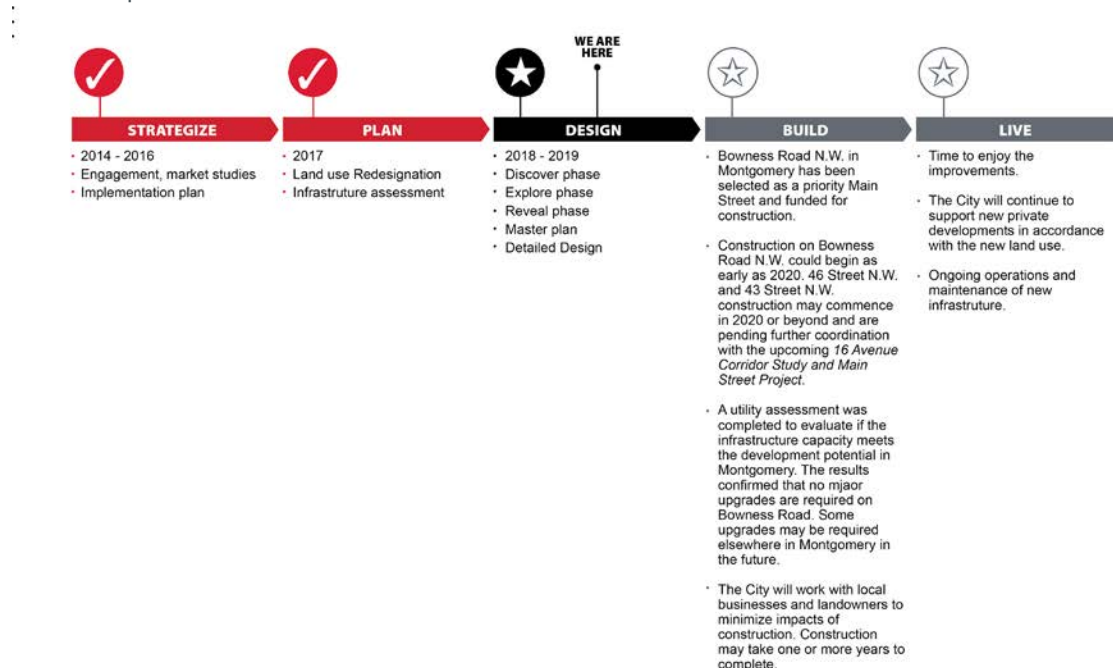 WE ARE
HERE
STRATEGIZE
• 2014 - 2016
• Engagement, market studies
• Implementation plan
PLAN
• 2017
• Land use Redesignation
• Infrastruture assessment
DESIGN
• 2018 - 2019
• Discover phase
• Explore phase
• Reveal phase
• Master plan
• Detailed Design
BUILD
• Bowness Road N.W. in
Montgomery has been
selected as a priority Main
Street and funded for
construction.
• Construction on Bowness
Road N.W. could begin as
early as 2020. 46 Street N.W.
and 43 Street N.W.
construction may commence
in 2020 or beyond and are
pending further coordination
with the upcoming 16 Avenue
Corridor Study and Main
Street Project.
• A utility assessment was
completed to evaluate if the
infrastructure capacity meets
the development potential in
Montgomery. The results
confirmed that no mjaor
upgrades are required on
Bowness Road. Some
upgrades may be required
elsewhere in Montgomery in
the future.
• The City will work with local
businesses and landowners to
minimize impacts of
construction. Construction
may take one or more years to
complete.
LIVE
• Time to enjoy the
improvements.
• The City will continue to
support new private
developments in accordance
with the new land use.
• Ongoing operations and
maintenance of new
infrastruture.